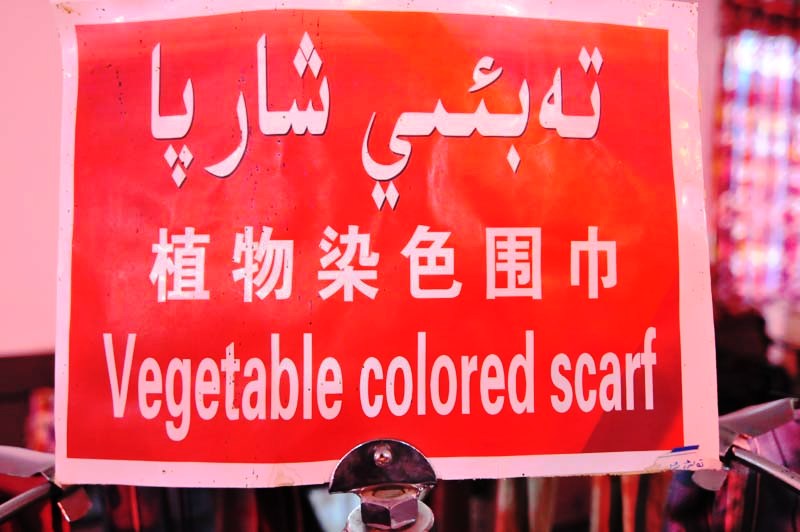 تەبئىي شارپا
植物染色围巾
Vegetable colored scarf